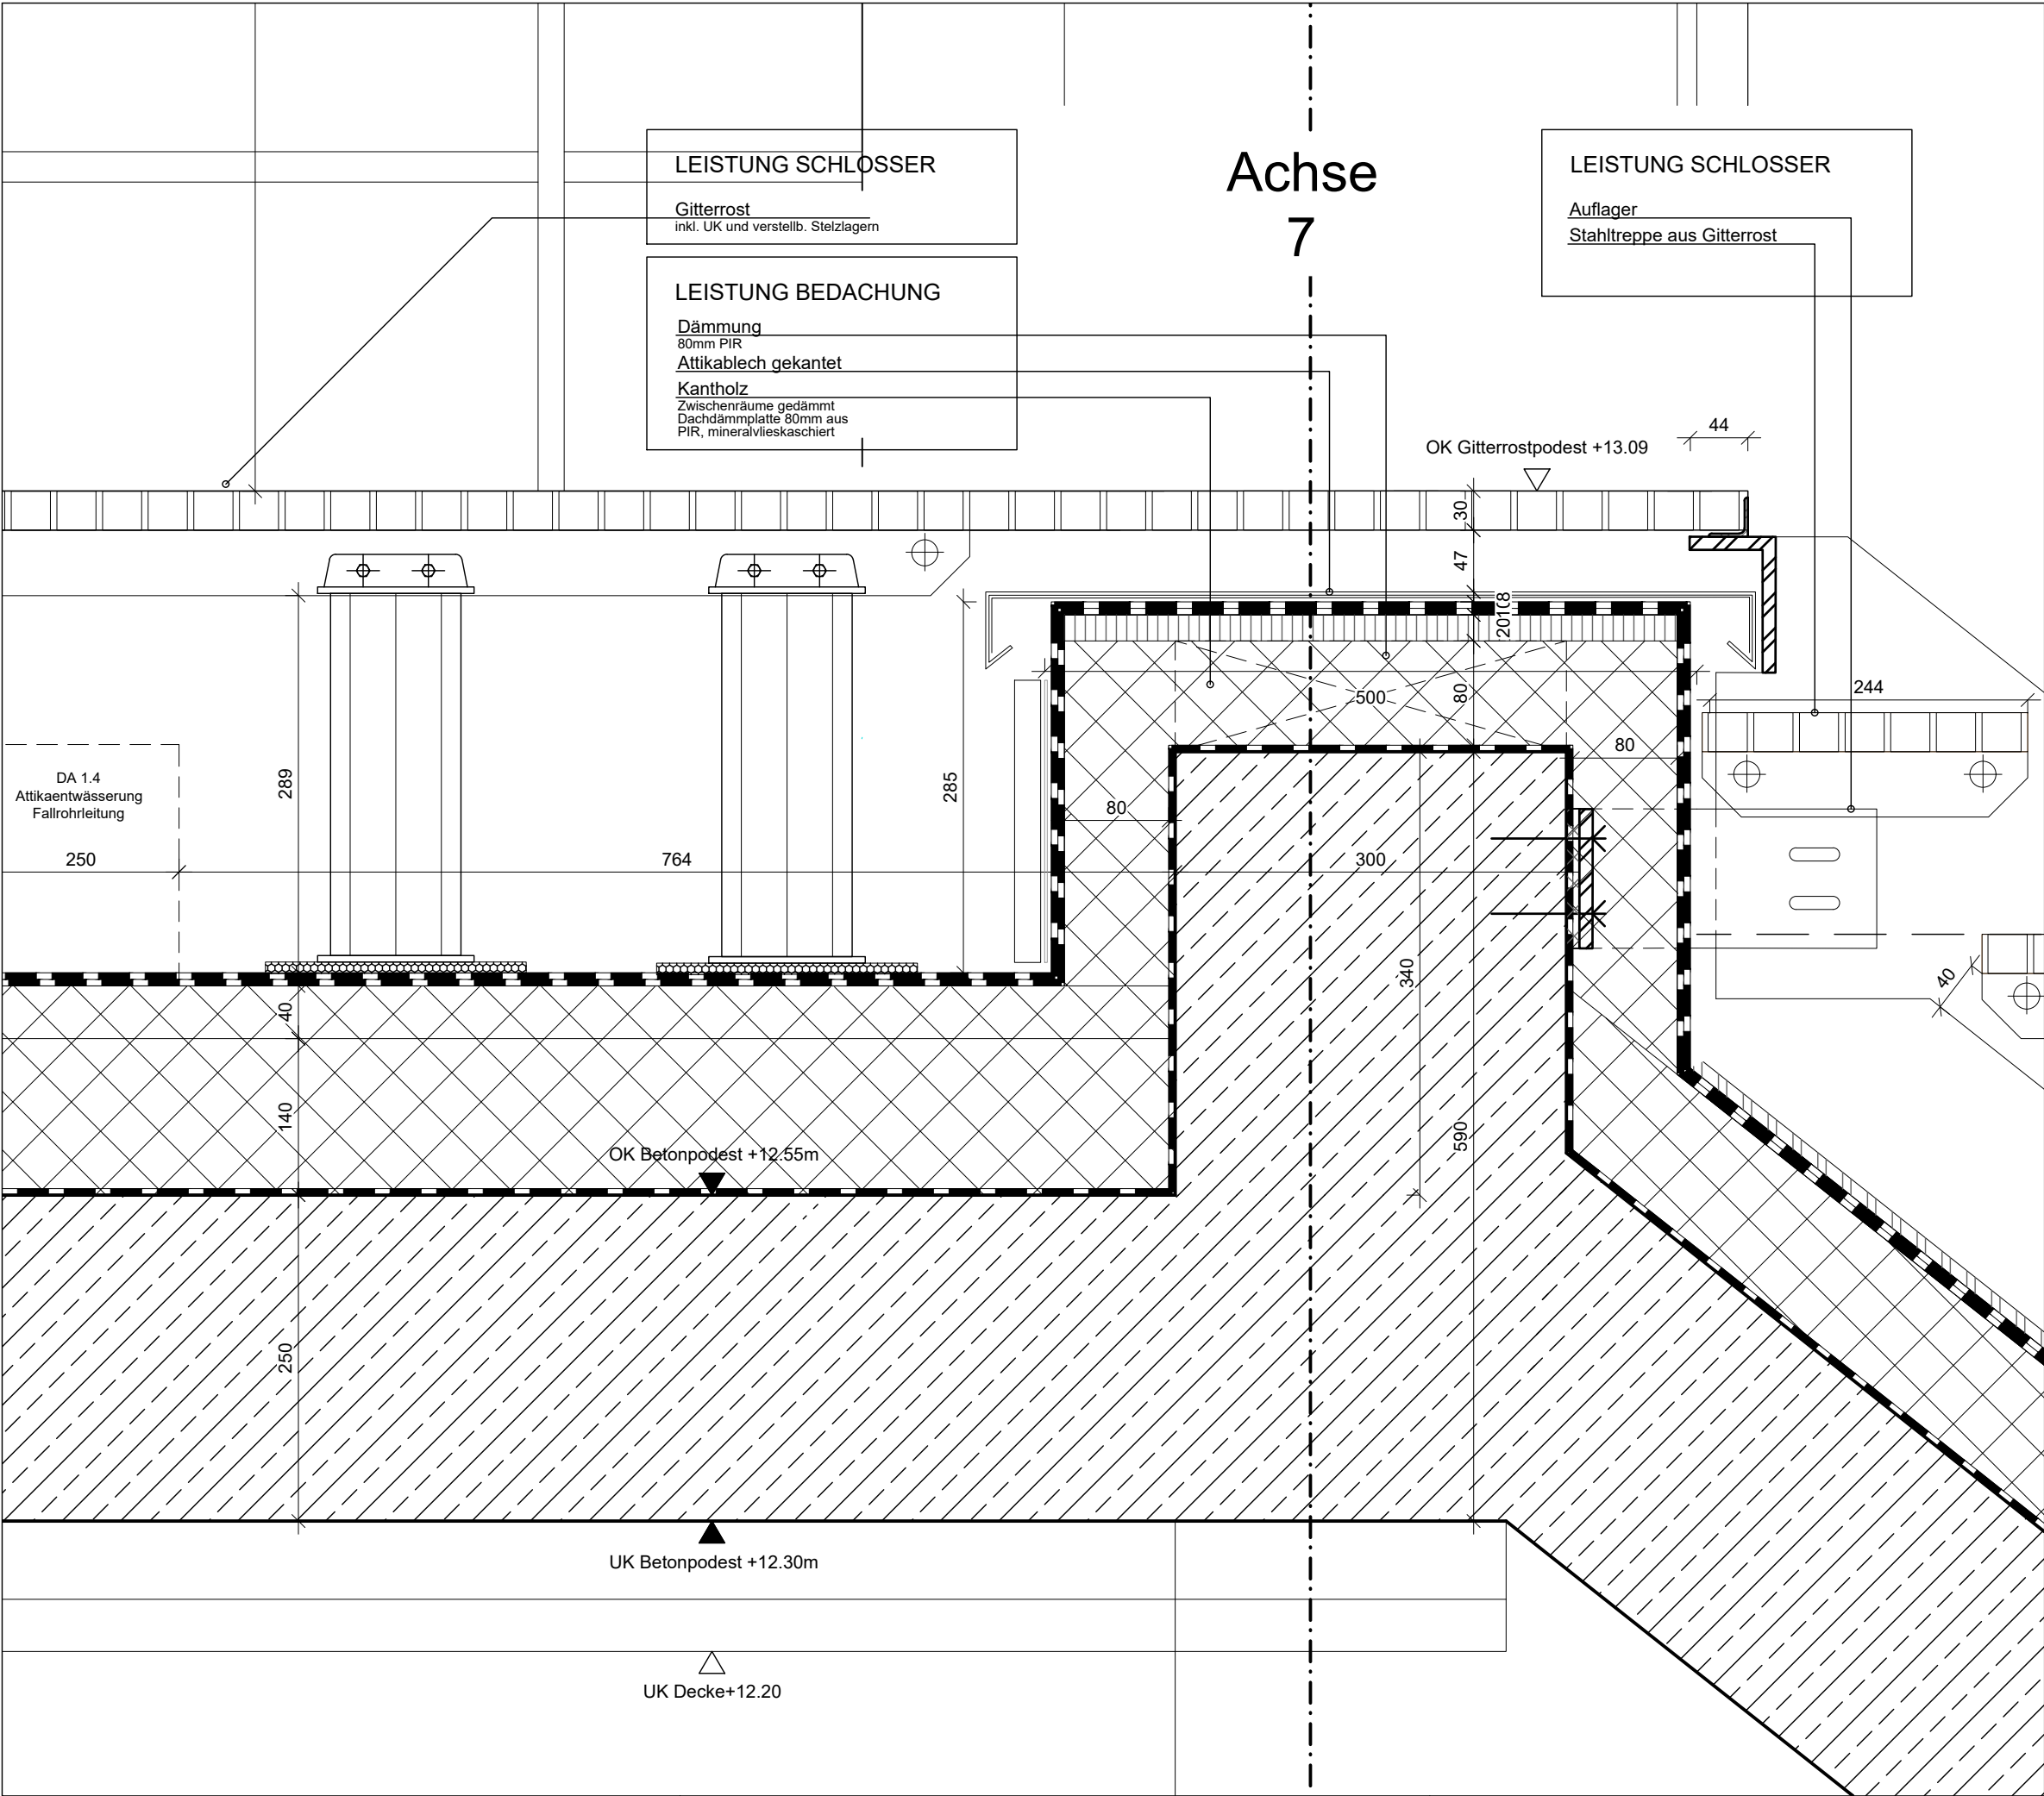 LEISTUNG SCHLOSSER
Gitterrost
inkl. UK und verstellb. Stelzlagern
LEISTUNG BEDACHUNG
Dämmung
80mm PIR
Attikablech gekantet
Kantholz
Zwischenräume gedämmt
Dachdämmplatte 80mm aus
PIR, mineralvlieskaschiert
Achse
7
LEISTUNG SCHLOSSER
Auflager
Stahltreppe aus Gitterrost
44
OK Gitterrostpodest +13.09
30
47
80
500
244
80
DA 1.4
Attikaentwässerung
Fallrohrleitung
289
285
80
250
764
300
340
40
40
140
OK Betonpodest +12.55m
590
250
UK Betonpodest +12.30m
UK Decke+12.20